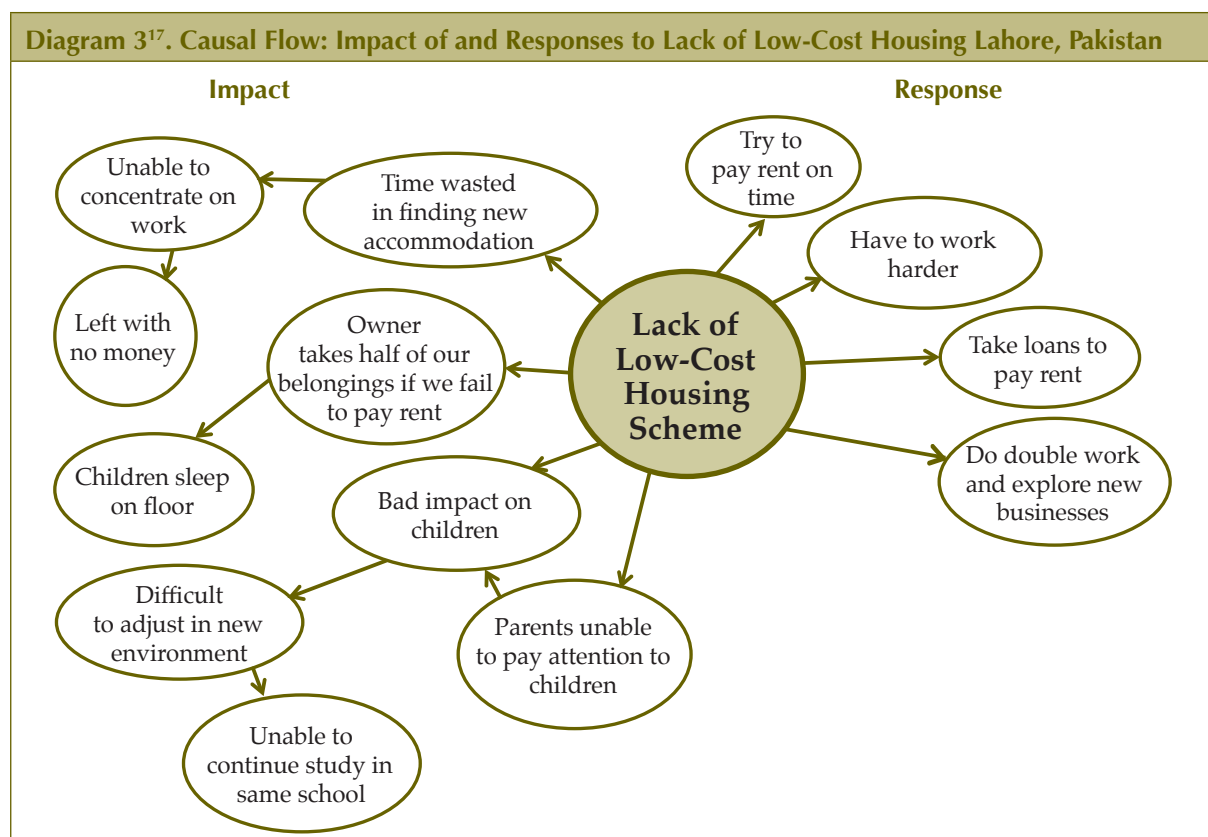 Diagram 3¹⁷. Causal Flow: Impact of and Responses to Lack of Low-Cost Housing Lahore, Pakistan
Impact
Response
Unable to
concentrate on
work
Time wasted
in finding new
accommodation
Left with
no money
Owner
takes half of our
belongings if we fail
to pay rent
Children sleep
on floor
Bad impact on
children
Difficult
to adjust in new
environment
Parents unable
to pay attention to
children
Unable to
continue study in
same school
Lack of
Low-Cost
Housing
Scheme
Try to
pay rent on
time
Have to work
harder
Take loans to
pay rent
Do double work
and explore new
businesses